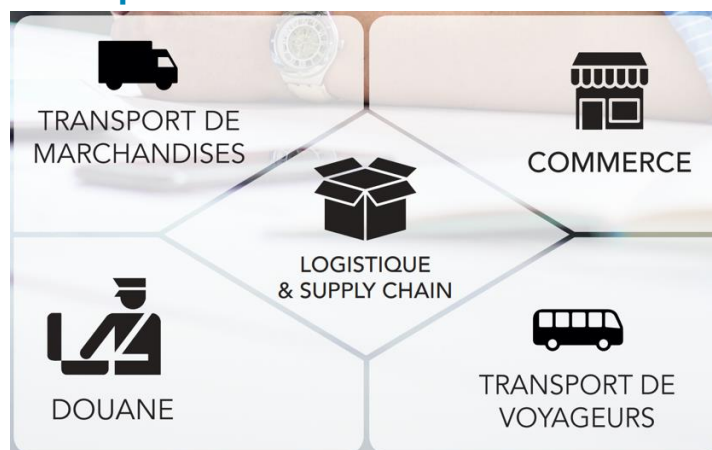 TRANSPORT DE
MARCHANDISES
COMMERCE
LOGISTIQUE
& SUPPLY CHAIN
DOUANE
TRANSPORT DE
VOYAGEURS